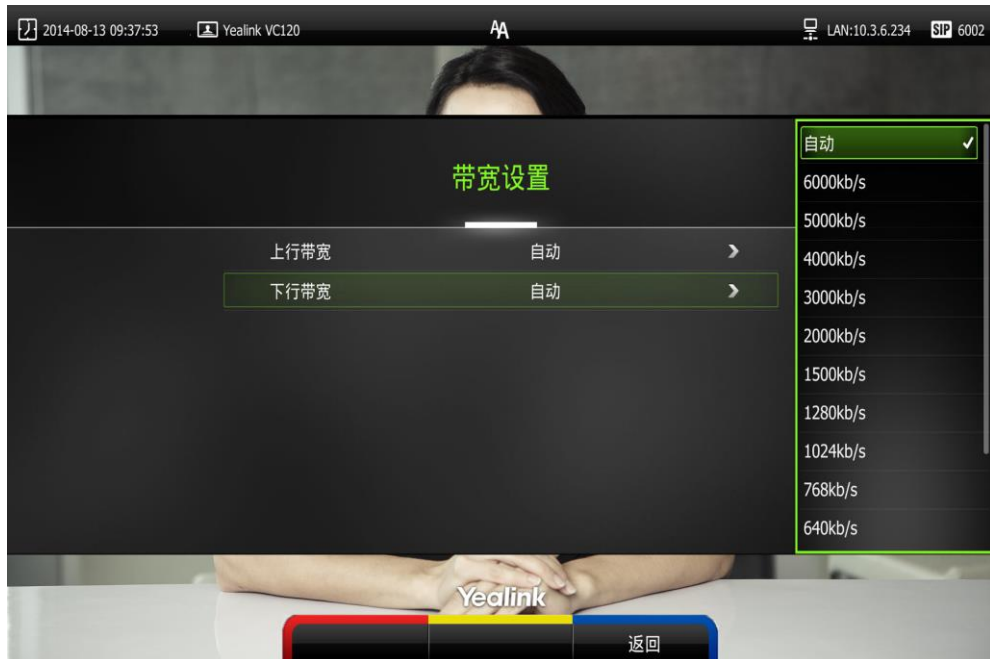 2014-08-13 09:37:53 Yealink VC120 AA LAN:10.3.6.234 SIP 6002
带宽设置
上行带宽 自动
下行带宽 自动
自动
6000kb/s
5000kb/s
4000kb/s
3000kb/s
2000kb/s
1500kb/s
1280kb/s
1024kb/s
768kb/s
640kb/s
Yealink
返回